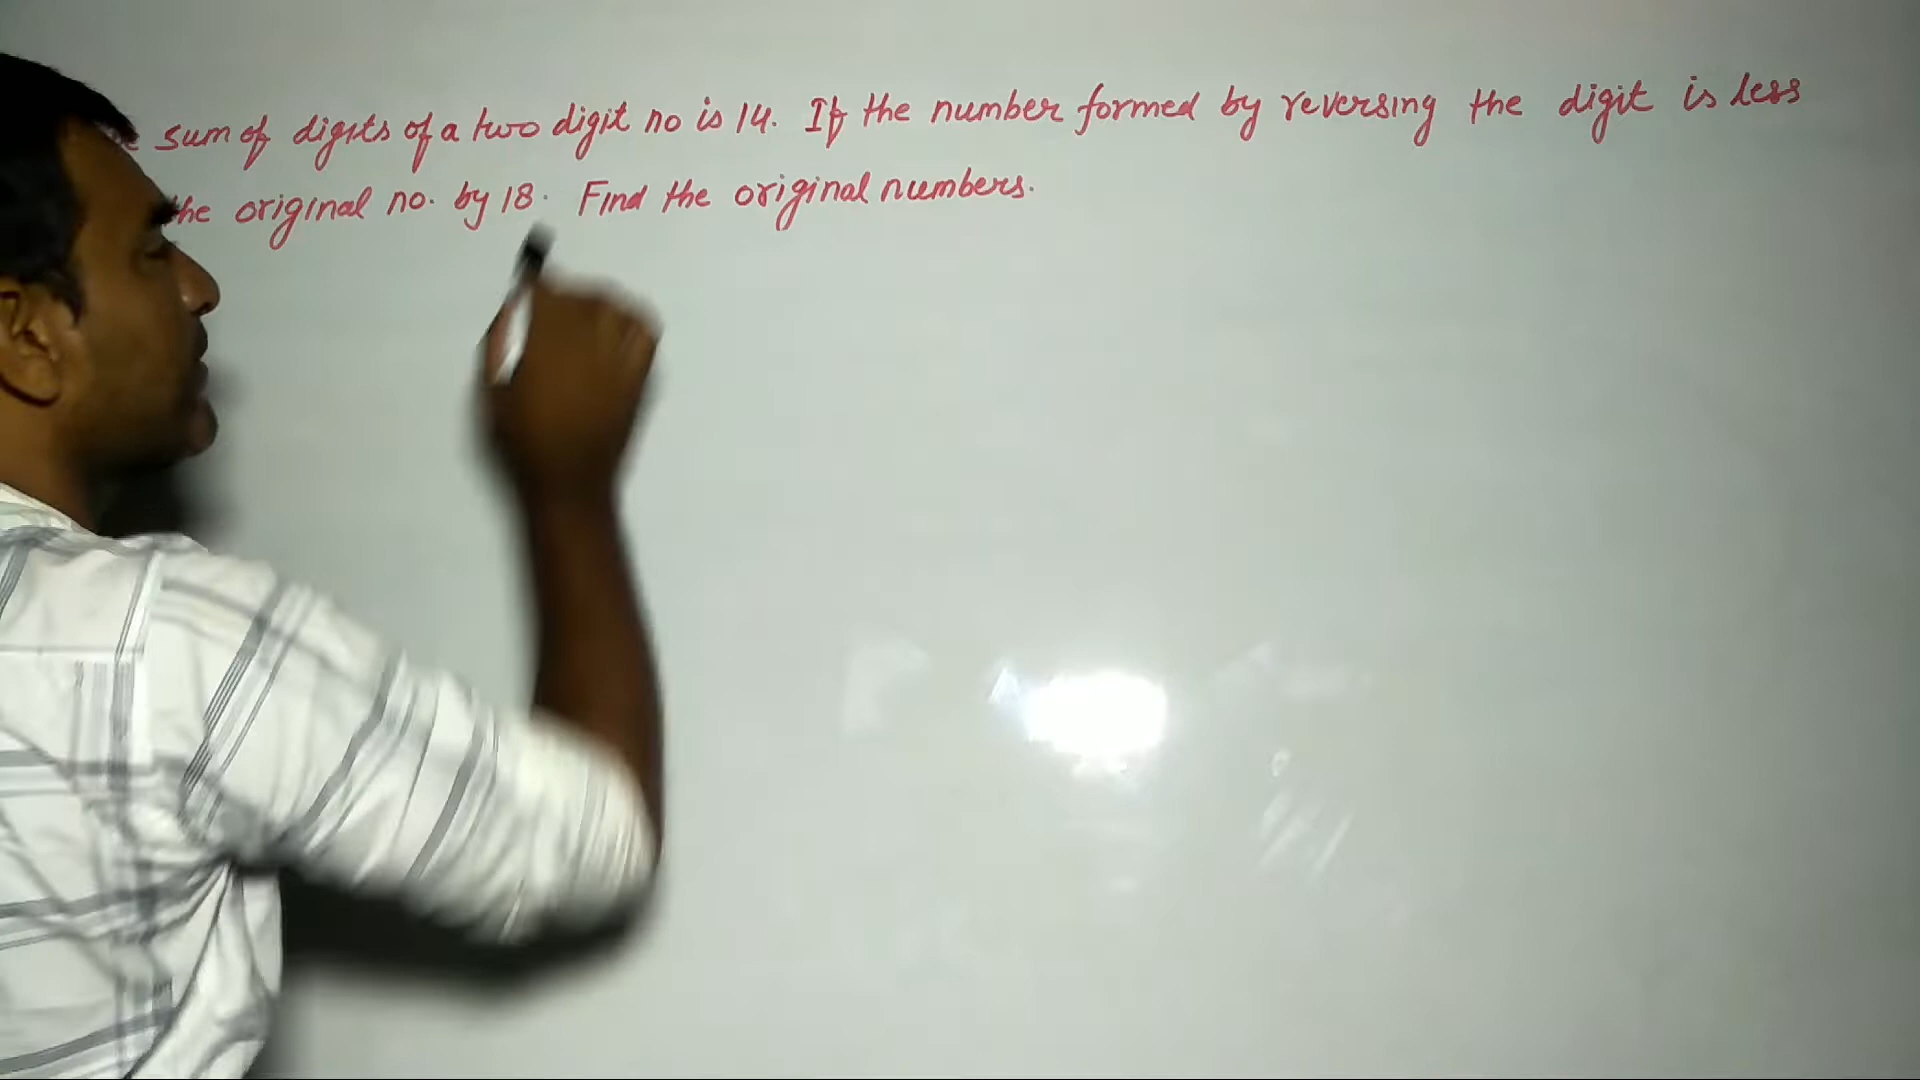 sum of digits of a two digit no is 14. If the number formed by reversing the digit is less
the original no. by 18. Find the original numbers.